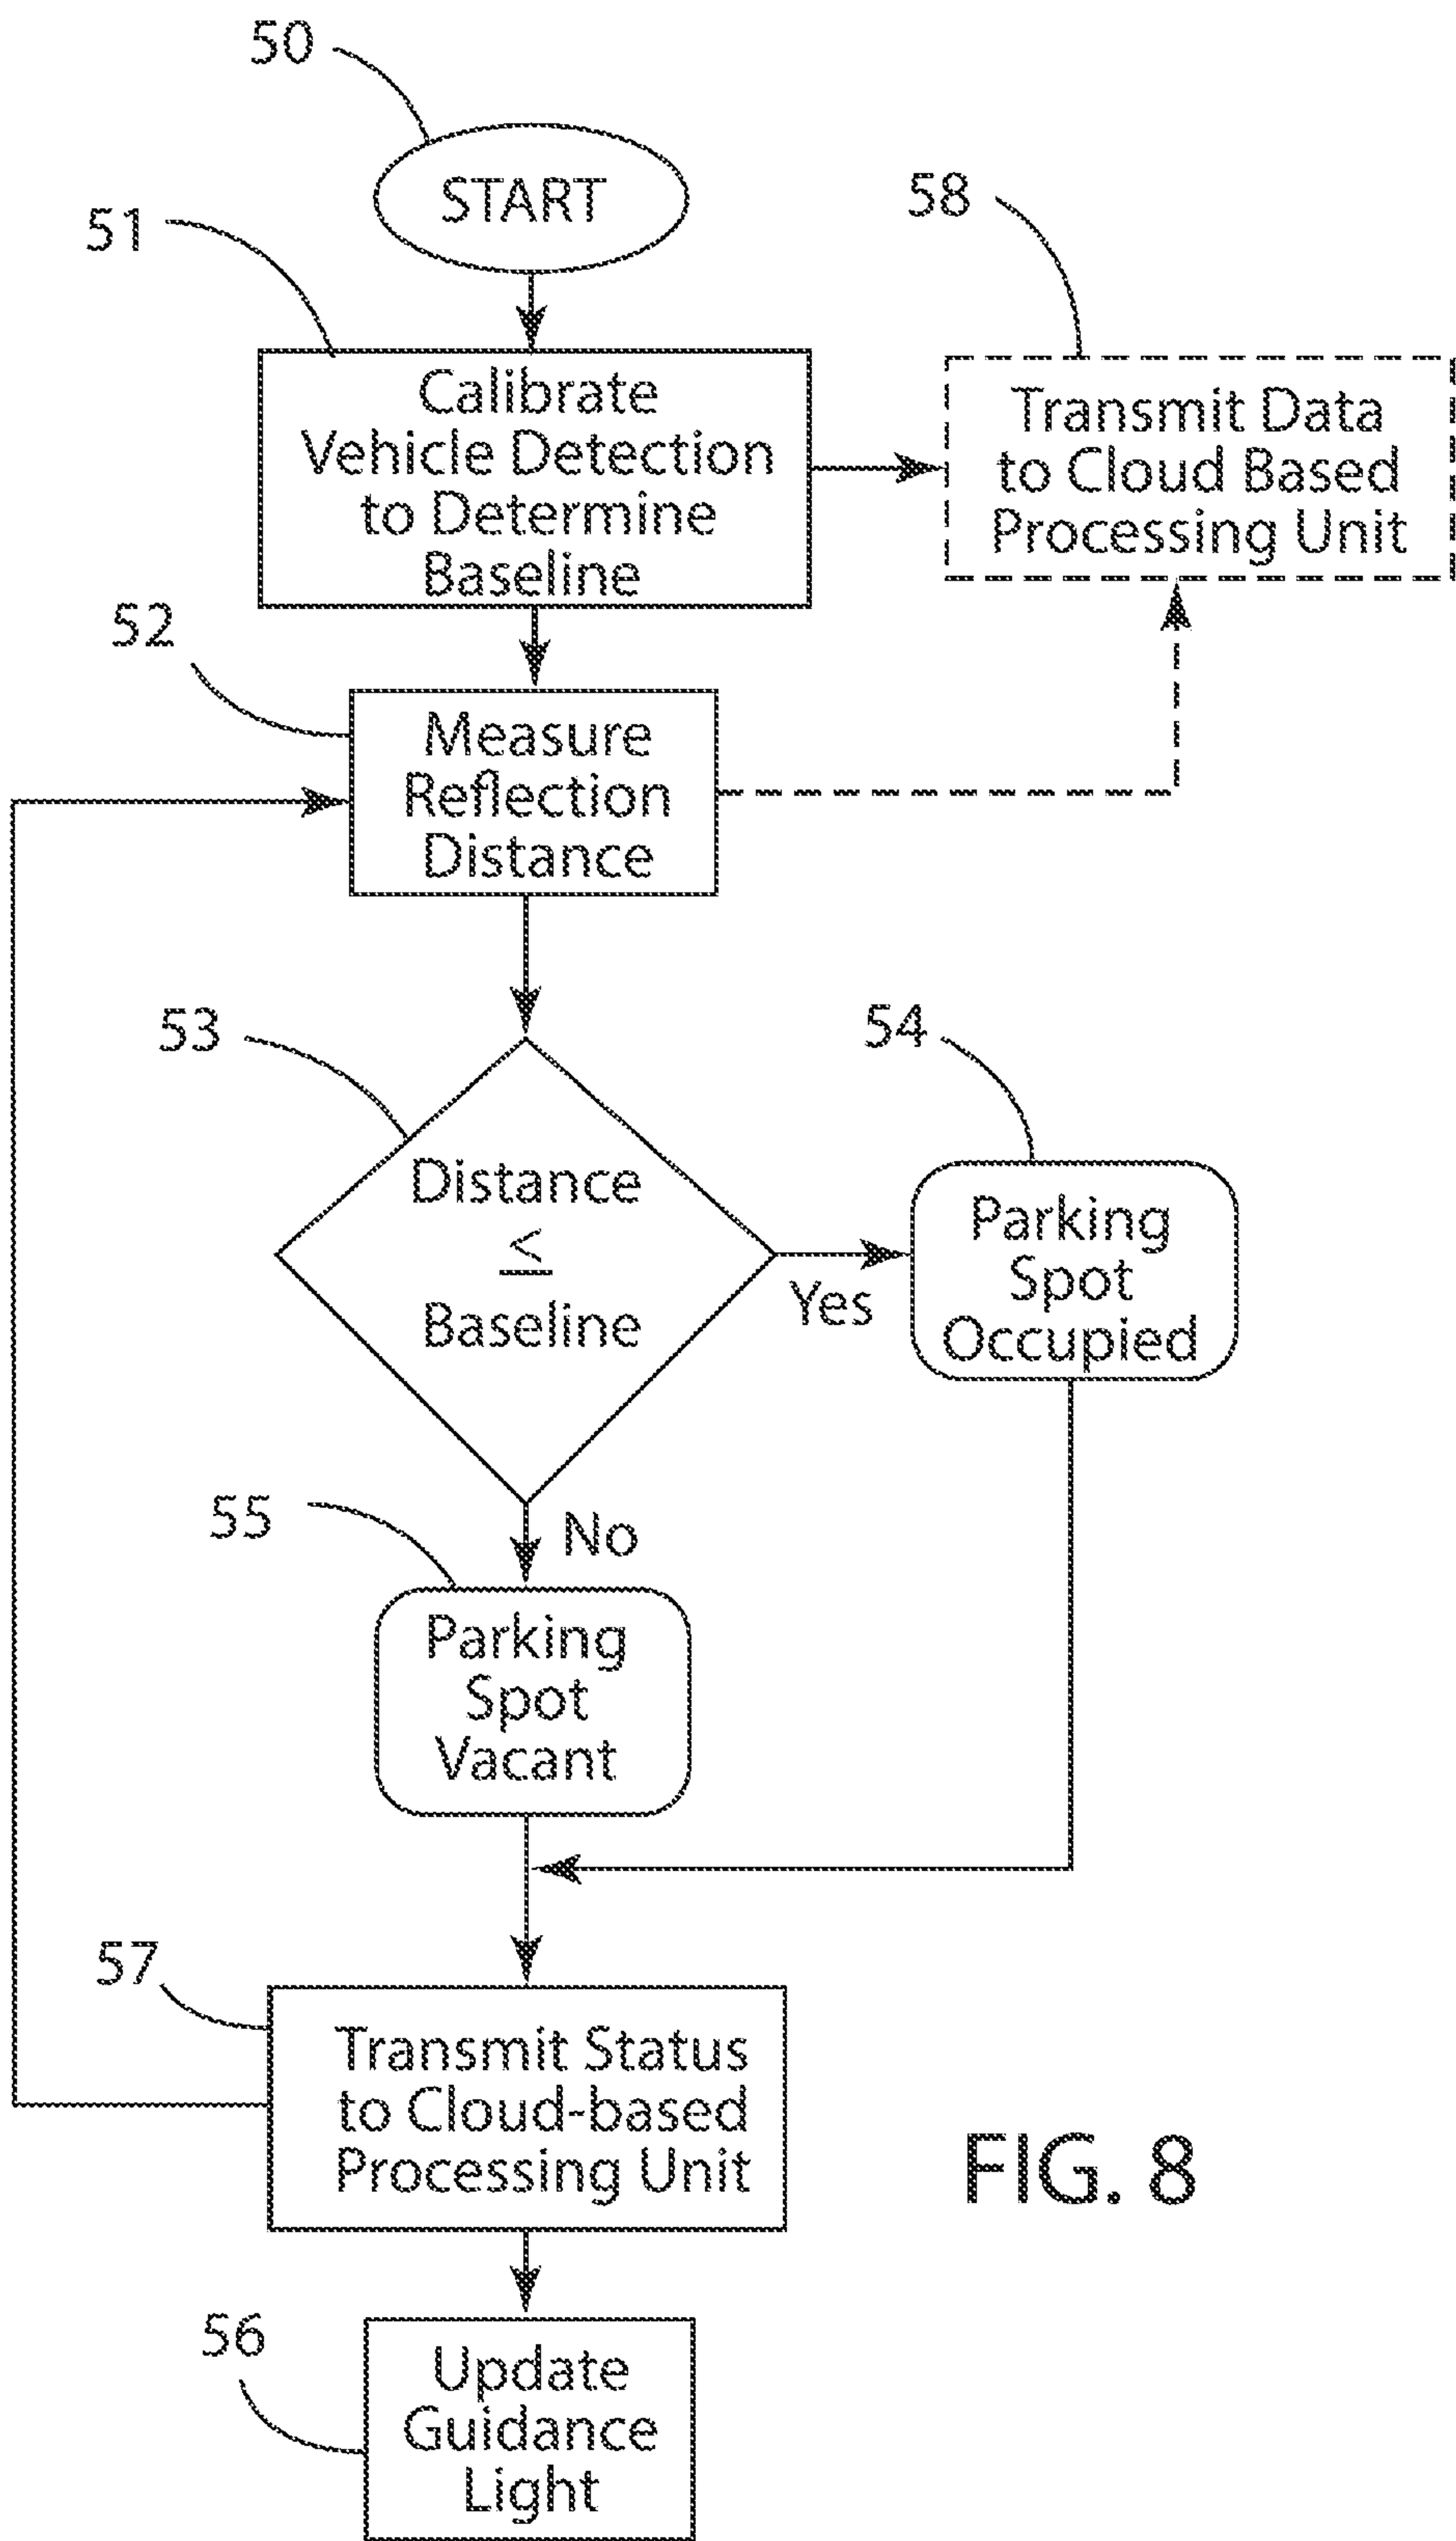 50
START
51
58
Calibrate
Vehicle Detection
to Determine
Baseline
Transmit Data
to Cloud Based
Processing Unit
52
Measure
Reflection
Distance
53
54
Distance
≤
Baseline
Yes
Parking
Spot
Occupied
55
No
Parking
Spot
Vacant
57
Transmit Status
to Cloud-based
Processing Unit
FIG. 8
56
Update
Guidance
Light